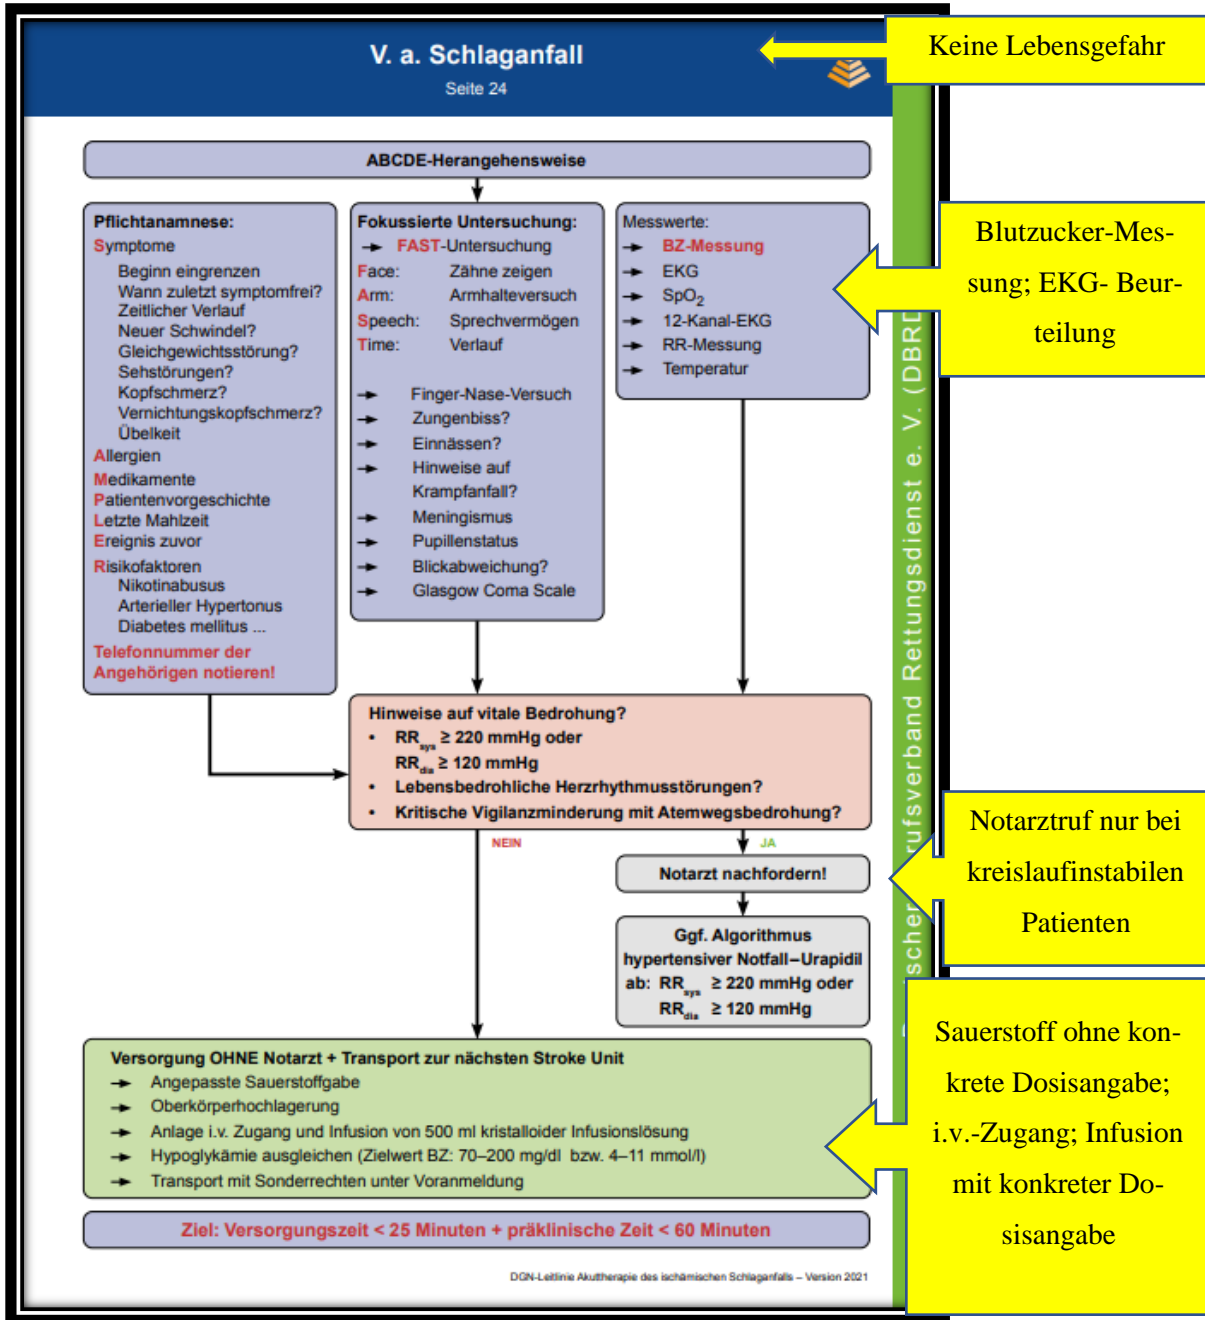 V. a. Schlaganfall
Seite 24
Keine Lebensgefahr
ABCDE-Herangehensweise
Pflichtanamnese:
Symptome
Beginn eingrenzen
Wann zuletzt symptomfrei?
Zeitlicher Verlauf
Neuer Schwindel?
Gleichgewichtsstörung?
Sehstörungen?
Kopfschmerz?
Vernichtungskopfschmerz?
Übelkeit
Allergien
Medikamente
Patientenvorgeschichte
Letzte Mahlzeit
Ereignis zuvor
Risikofaktoren
Nikotinabusus
Arterieller Hypertonus
Diabetes mellitus ...
Telefonnummer der
Angehörigen notieren!
Fokussierte Untersuchung:
FAST-Untersuchung
Face: Zähne zeigen
Arm: Armhalteversuch
Speech: Sprechvermögen
Time: Verlauf
Finger-Nase-Versuch
Zungenbiss?
Einnässen?
Hinweise auf
Krampfanfall?
Meningismus
Pupillenstatus
Blickabweichung?
Glasgow Coma Scale
Messwerte:
BZ-Messung
EKG
SpO2
12-Kanal-EKG
RR-Messung
Temperatur
Blutzucker-Mes-
sung; EKG- Beur-
teilung
Hinweise auf vitale Bedrohung?
• RRsys ≥ 220 mmHg oder
RRdia ≥ 120 mmHg
• Lebensbedrohliche Herzrhythmusstörungen?
• Kritische Vigilanzminderung mit Atemwegsbedrohung?
NEIN
JA
Notarzt nachfordern!
Ggf. Algorithmus
hypertensiver Notfall–Urapidil
ab: RRsys ≥ 220 mmHg oder
RRdia ≥ 120 mmHg
Notarztruf nur bei
kreislaufinstabilen
Patienten
Versorgung OHNE Notarzt + Transport zur nächsten Stroke Unit
Angepasste Sauerstoffgabe
Oberkörperhochlagerung
Anlage i.v. Zugang und Infusion von 500 ml kristalloider Infusionslösung
Hypoglykämie ausgleichen (Zielwert BZ: 70–200 mg/dl bzw. 4–11 mmol/l)
Transport mit Sonderrechten unter Voranmeldung
Sauerstoff ohne kon-
krete Dosisangabe;
i.v.-Zugang; Infusion
mit konkreter Do-
sisangabe
Ziel: Versorgungszeit < 25 Minuten + präklinische Zeit < 60 Minuten
DGN-Leitlinie Akuttherapie des ischämischen Schlaganfalls – Version 2021
scher rufsverband Rettungsdienst e. V. (DBRD